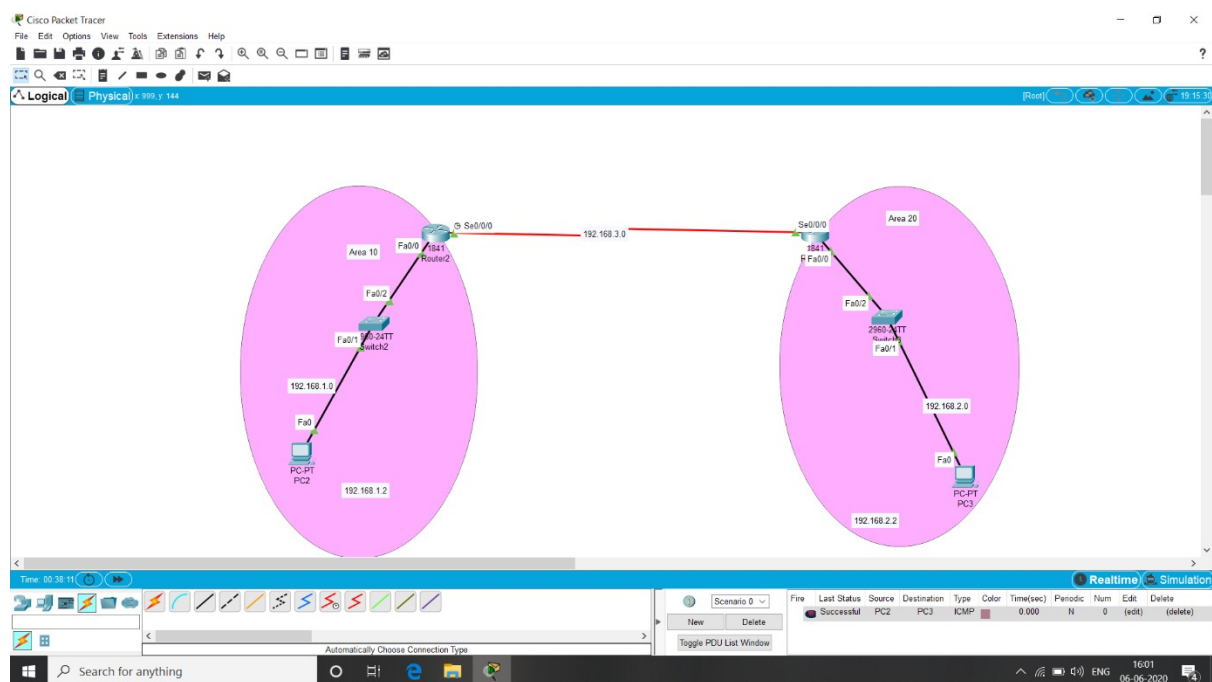 Cisco Packet Tracer
File Edit Options View Tools Extensions Help
?
Logical Physical x: 999, y: 144 [Root] 19:15:30
Se0/0/0
192.168.3.0
Se0/0/0
Area 20
Area 10
Fa0/0
1841
Router2
1841
Fa0/0
Fa0/2
Fa0/2
Fa0/1
Switch2
2960-24TT
Fa0/1
192.168.1.0
192.168.2.0
Fa0
Fa0
PC-PT
PC2
192.168.1.2
PC-PT
PC3
192.168.2.2
Time: 00:38:11 Realtime Simulation
Scenario 0
New Delete
Toggle PDU List Window
Fire Last Status Source Destination Type Color Time(sec) Periodic Num Edit Delete
Successful PC2 PC3 ICMP 0.000 N 0 (edit) (delete)
Automatically Choose Connection Type
Search for anything
ENG 16:01
06-06-2020
4